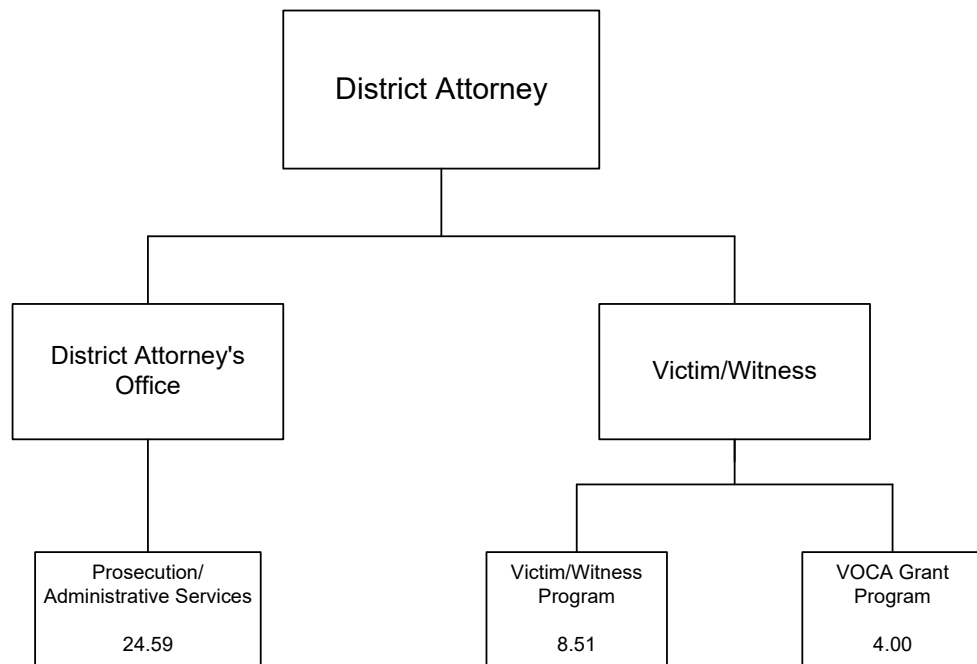 District Attorney
District Attorney's
Office
Victim/Witness
Prosecution/
Administrative Services
24.59
Victim/Witness
Program
8.51
VOCA Grant
Program
4.00